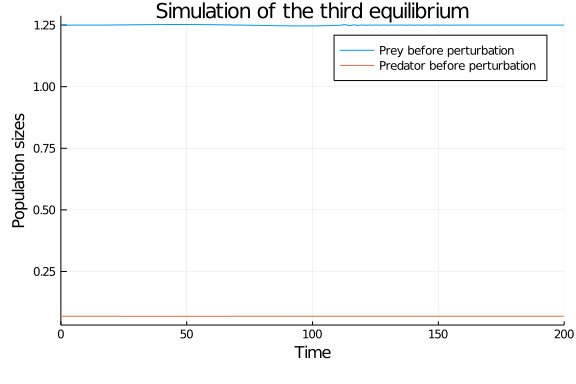 Simulation of the third equilibrium
1.25
Prey before perturbation
Predator before perturbation
1.00
0.75
0.50
0.25
Population sizes
0 50 100 150 200
Time